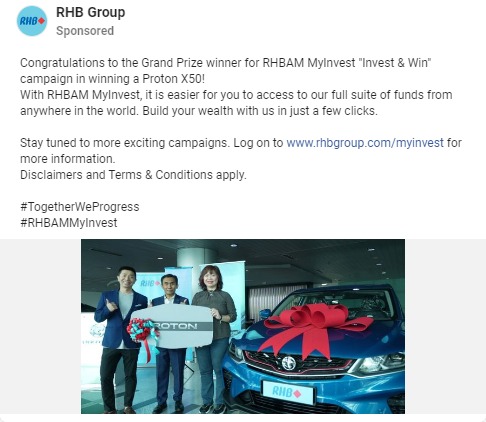 RHB
RHB Group
Sponsored
Congratulations to the Grand Prize winner for RHBAM MyInvest "Invest & Win"
campaign in winning a Proton X50!
With RHBAM MyInvest, it is easier for you to access to our full suite of funds from
anywhere in the world. Build your wealth with us in just a few clicks.
Stay tuned to more exciting campaigns. Log on to www.rhbgroup.com/myinvest for
more information.
Disclaimers and Terms & Conditions apply.
#TogetherWeProgress
#RHBAMMyInvest
RHB
PROTON
RHB